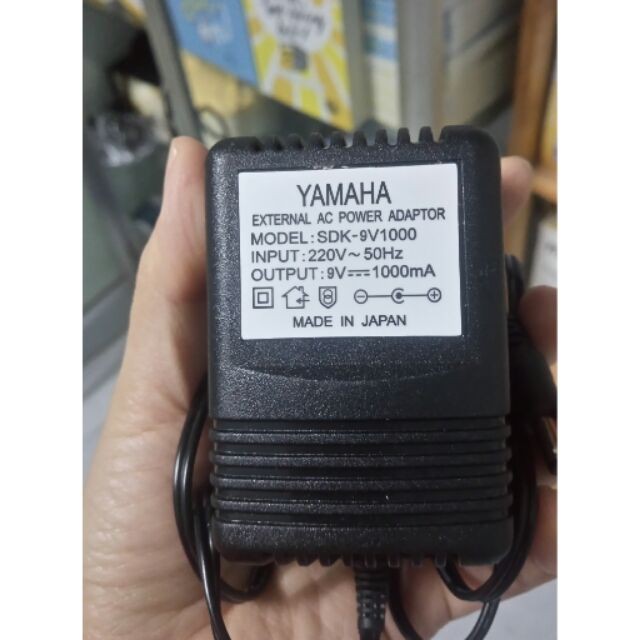 YAMAHA
EXTERNAL AC POWER ADAPTOR
MODEL:SDK-9V1000
INPUT:220V~50Hz
OUTPUT:9V⎓1000mA
MADE IN JAPAN